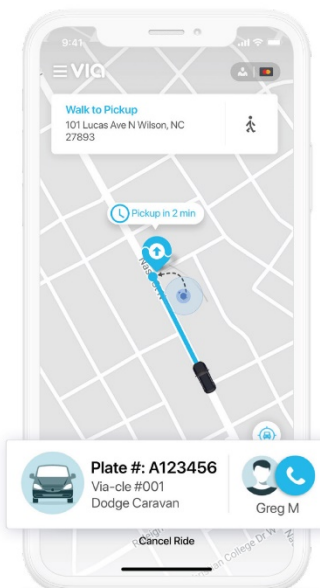 9:41
VIA
Walk to Pickup
101 Lucas Ave N Wilson, NC
27893
Pickup in 2 min
Plate #: A123456
Via-cle #001
Dodge Caravan
Greg M
Cancel Ride